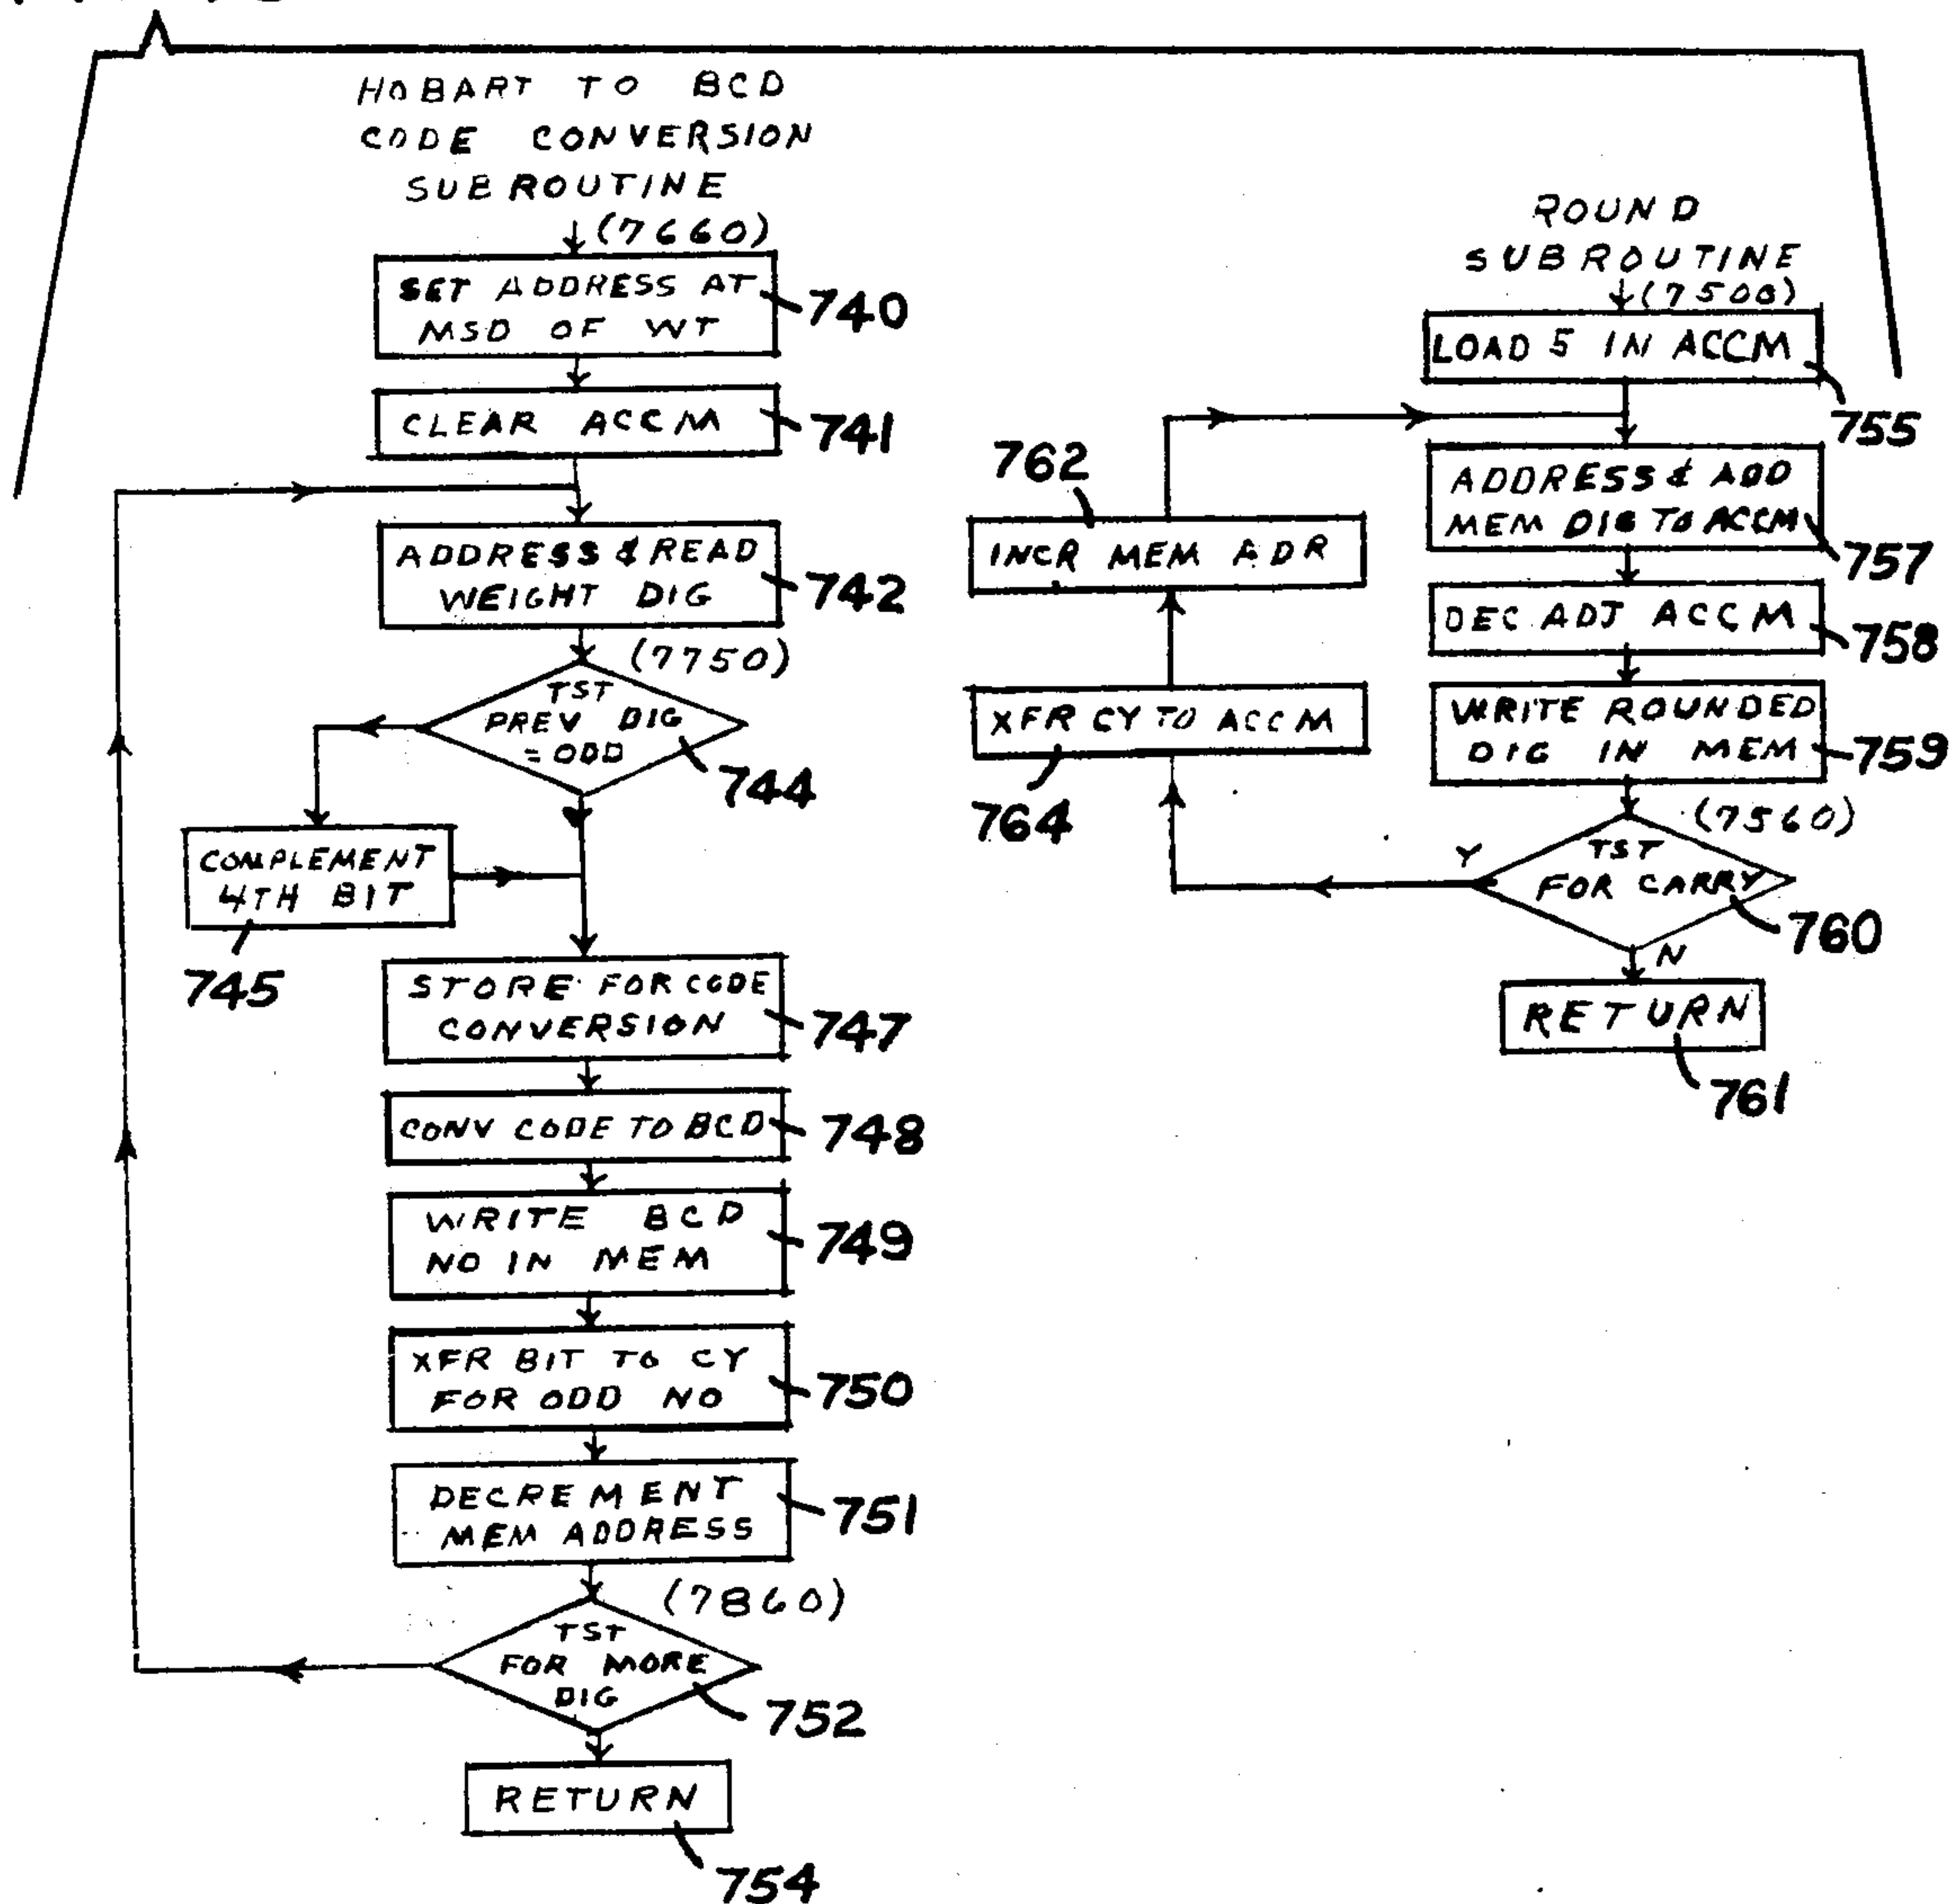 HOBART TO BCD
CODE CONVERSION
SUBROUTINE
(7660)
SET ADDRESS AT
MSD OF WT
740
CLEAR ACCM
741
ADDRESS & READ
WEIGHT DIG
742
(7750)
TST
PREV DIG
= ODD
744
COMPLEMENT
4TH BIT
745
STORE FOR CODE
CONVERSION
747
CONV CODE TO BCD
748
WRITE BCD
NO IN MEM
749
XFR BIT TO CY
FOR ODD NO
750
DECREMENT
MEM ADDRESS
751
(7860)
TST
FOR MORE
DIG
752
RETURN
754
ROUND
SUBROUTINE
(7500)
LOAD 5 IN ACCM
755
ADDRESS & ADD
MEM DIG TO ACCM
757
DEC ADJ ACCM
758
WRITE ROUNDED
DIG IN MEM
759
(7560)
TST
FOR CARRY
760
Y
N
RETURN
761
XFR CY TO ACCM
764
INCR MEM ADR
762